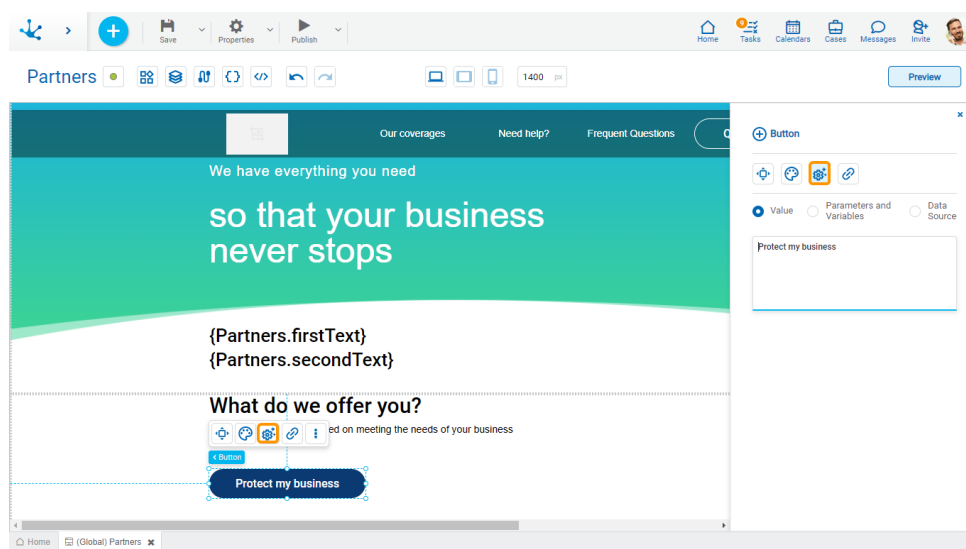 Save
Properties
Publish
Home
9
Tasks
Calendars
Cases
Messages
Invite
Partners
1400 px
Preview
Our coverages
Need help?
Frequent Questions
We have everything you need
so that your business
never stops
{Partners.firstText}
{Partners.secondText}
What do we offer you?
ed on meeting the needs of your business
Button
Protect my business
Button
Value
Parameters and
Variables
Data
Source
Protect my business
Home
(Global) Partners